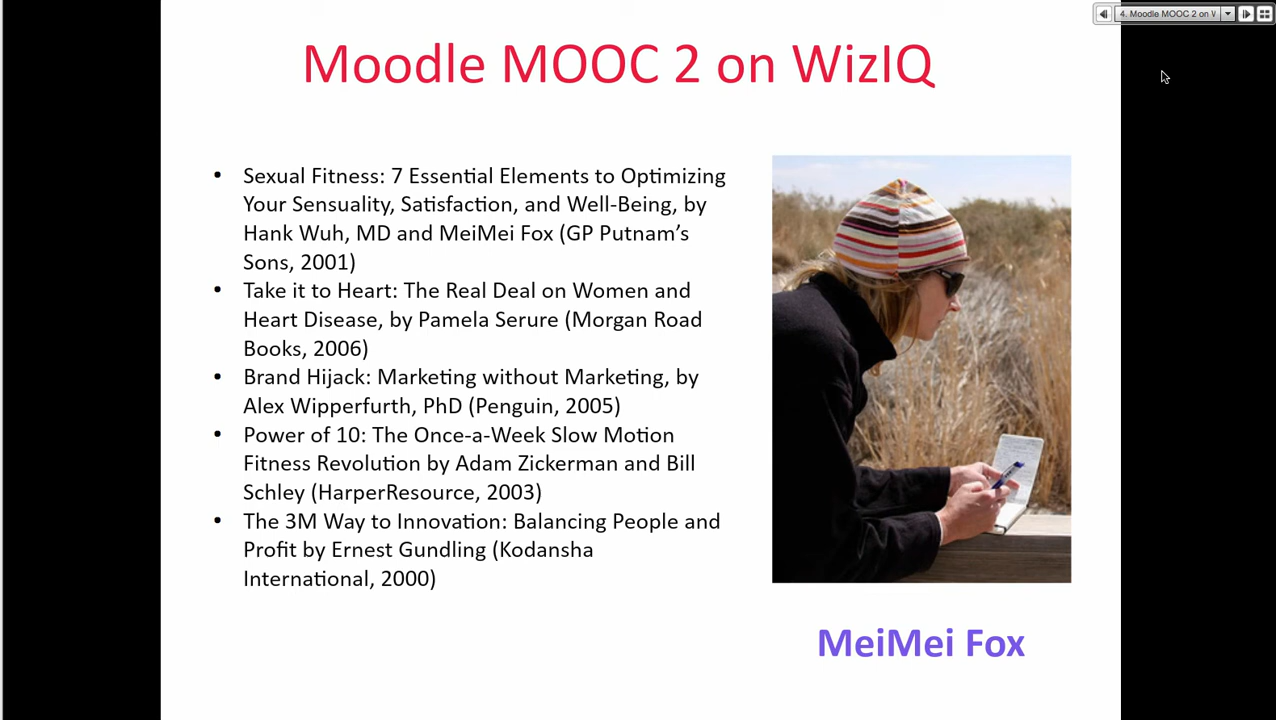 4. Moodle MOOC 2 on W
Moodle MOOC 2 on WizIQ
• Sexual Fitness: 7 Essential Elements to Optimizing
Your Sensuality, Satisfaction, and Well-Being, by
Hank Wuh, MD and MeiMei Fox (GP Putnam’s
Sons, 2001)
• Take it to Heart: The Real Deal on Women and
Heart Disease, by Pamela Serure (Morgan Road
Books, 2006)
• Brand Hijack: Marketing without Marketing, by
Alex Wipperfurth, PhD (Penguin, 2005)
• Power of 10: The Once-a-Week Slow Motion
Fitness Revolution by Adam Zickerman and Bill
Schley (HarperResource, 2003)
• The 3M Way to Innovation: Balancing People and
Profit by Ernest Gundling (Kodansha
International, 2000)
MeiMei Fox